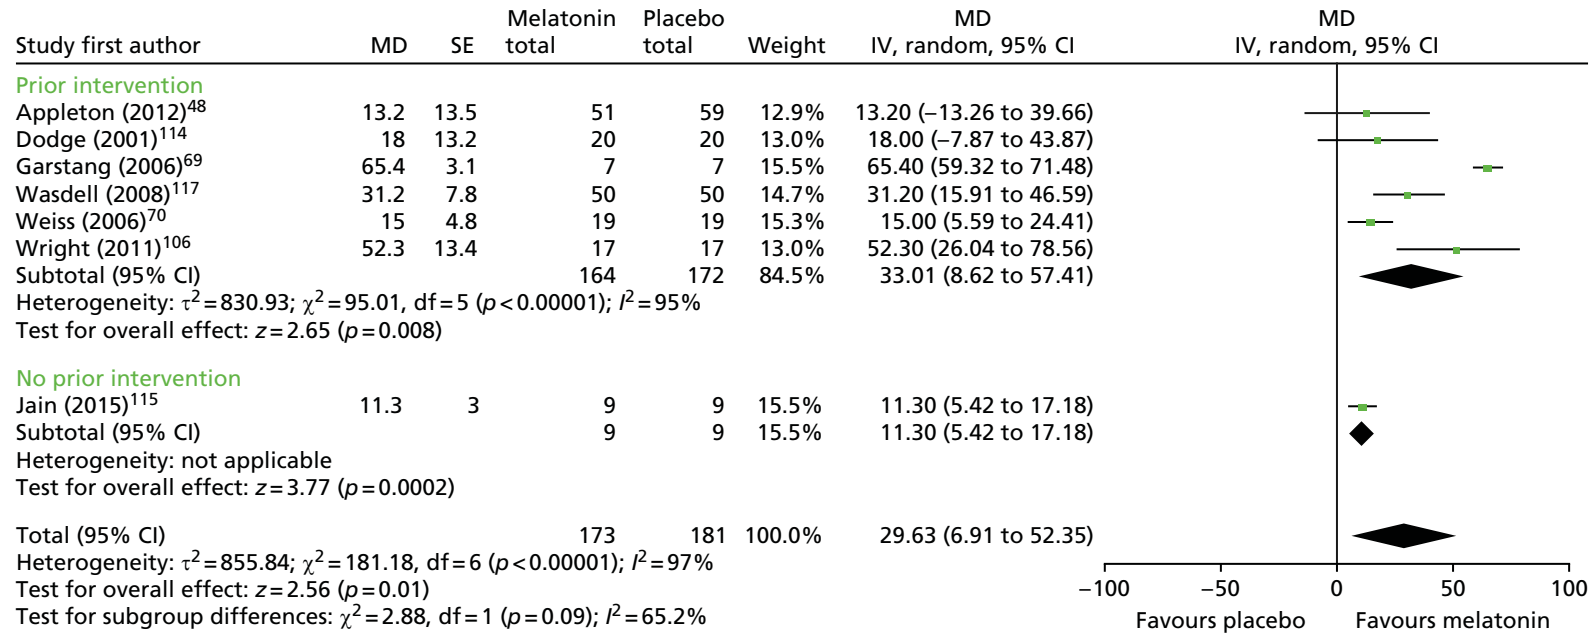 Study first author MD SE Melatonin total Placebo total Weight MD IV, random, 95% CI MD IV, random, 95% CI
Prior intervention
Appleton (2012)48 13.2 13.5 51 59 12.9% 13.20 (−13.26 to 39.66)
Dodge (2001)114 18 13.2 20 20 13.0% 18.00 (−7.87 to 43.87)
Garstang (2006)69 65.4 3.1 7 7 15.5% 65.40 (59.32 to 71.48)
Wasdell (2008)117 31.2 7.8 50 50 14.7% 31.20 (15.91 to 46.59)
Weiss (2006)70 15 4.8 19 19 15.3% 15.00 (5.59 to 24.41)
Wright (2011)106 52.3 13.4 17 17 13.0% 52.30 (26.04 to 78.56)
Subtotal (95% CI) 164 172 84.5% 33.01 (8.62 to 57.41)
Heterogeneity: τ2=830.93; χ2=95.01, df=5 (p<0.00001); I2=95%
Test for overall effect: z=2.65 (p=0.008)
No prior intervention
Jain (2015)115 11.3 3 9 9 15.5% 11.30 (5.42 to 17.18)
Subtotal (95% CI) 9 9 15.5% 11.30 (5.42 to 17.18)
Heterogeneity: not applicable
Test for overall effect: z=3.77 (p=0.0002)
Total (95% CI) 173 181 100.0% 29.63 (6.91 to 52.35)
Heterogeneity: τ2=855.84; χ2=181.18, df=6 (p<0.00001); I2=97%
Test for overall effect: z=2.56 (p=0.01)
Test for subgroup differences: χ2=2.88, df=1 (p=0.09); I2=65.2%
−100 −50 0 50 100
Favours placebo Favours melatonin